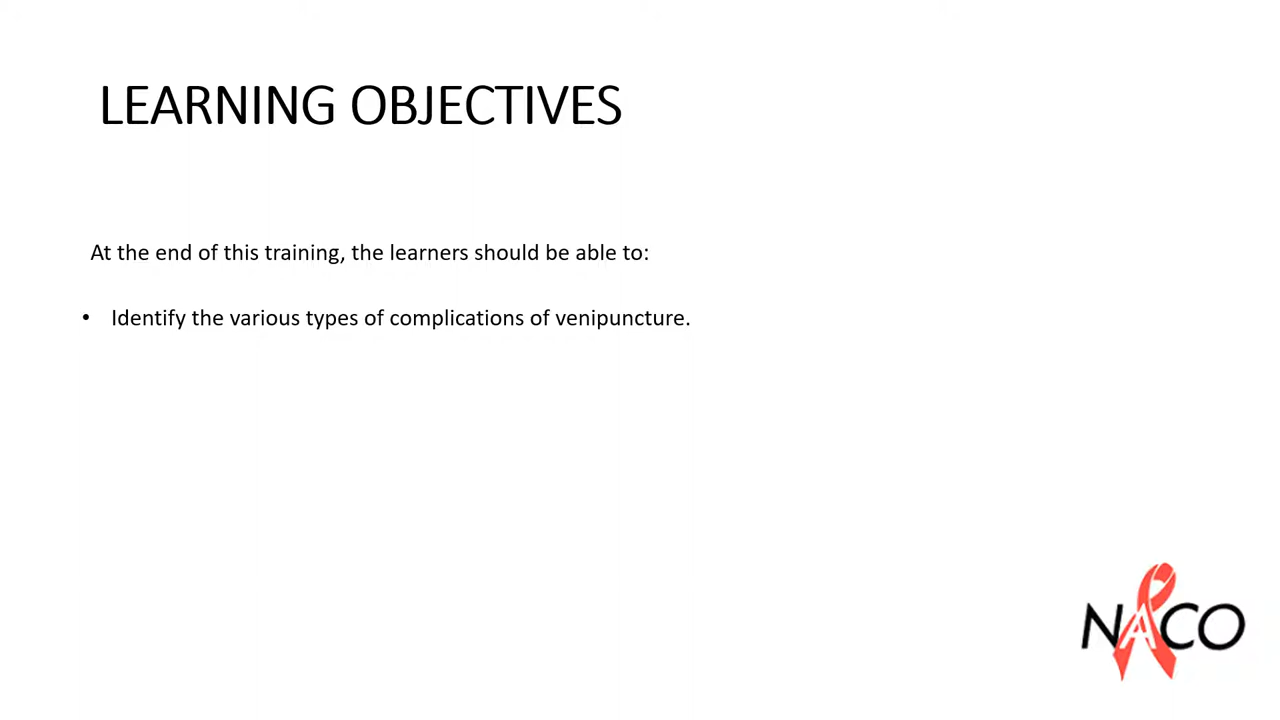 LEARNING OBJECTIVES
At the end of this training, the learners should be able to:
• Identify the various types of complications of venipuncture.
NACO